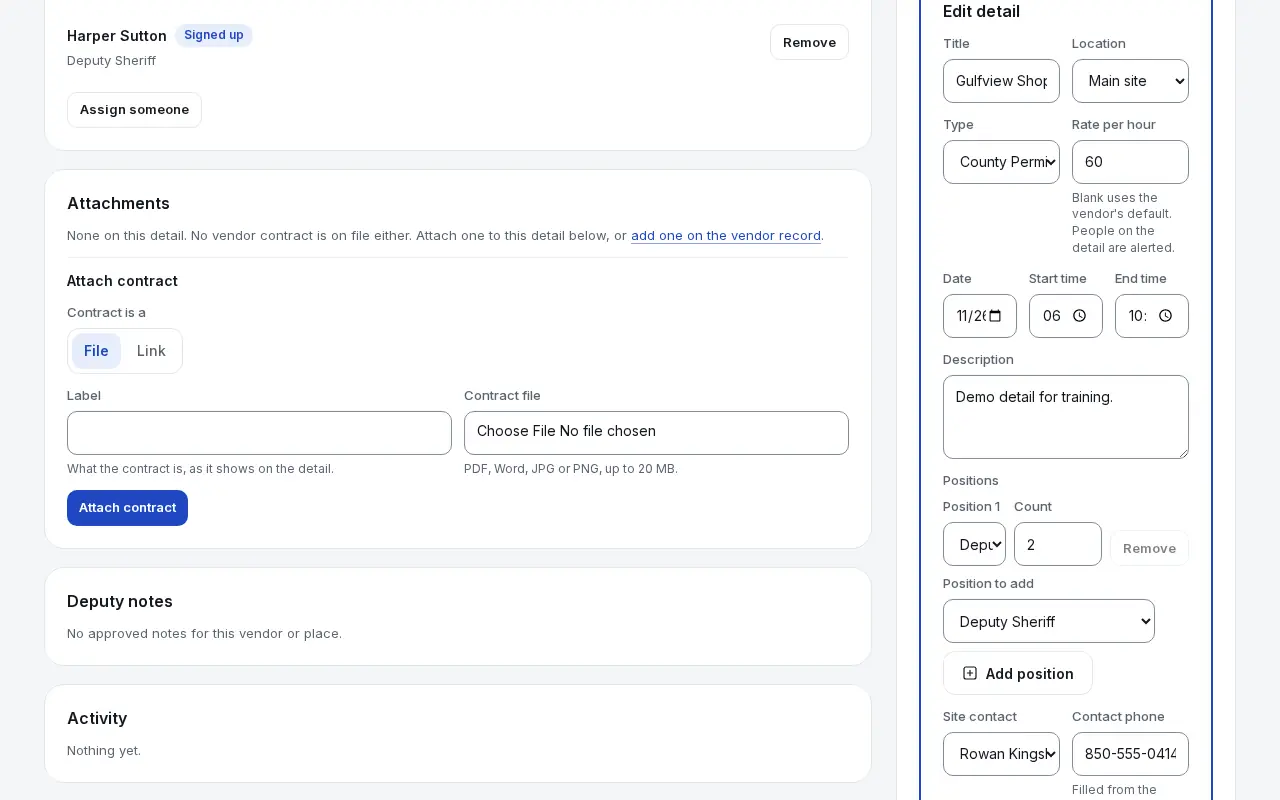 Harper Sutton Signed up
Deputy Sheriff
Remove
Assign someone
Attachments
None on this detail. No vendor contract is on file either. Attach one to this detail below, or add one on the vendor record.
Attach contract
Contract is a
File Link
Label Contract file
Choose File No file chosen
What the contract is, as it shows on the detail. PDF, Word, JPG or PNG, up to 20 MB.
Attach contract
Deputy notes
No approved notes for this vendor or place.
Activity
Nothing yet.
Edit detail
Title Location
Gulfview Shop Main site
Type Rate per hour
County Permi 60
Blank uses the
vendor's default.
People on the
detail are alerted.
Date Start time End time
11/26 06 10:
Description
Demo detail for training.
Positions
Position 1 Count
Depu 2 Remove
Position to add
Deputy Sheriff
Add position
Site contact Contact phone
Rowan Kings 850-555-0414
Filled from the